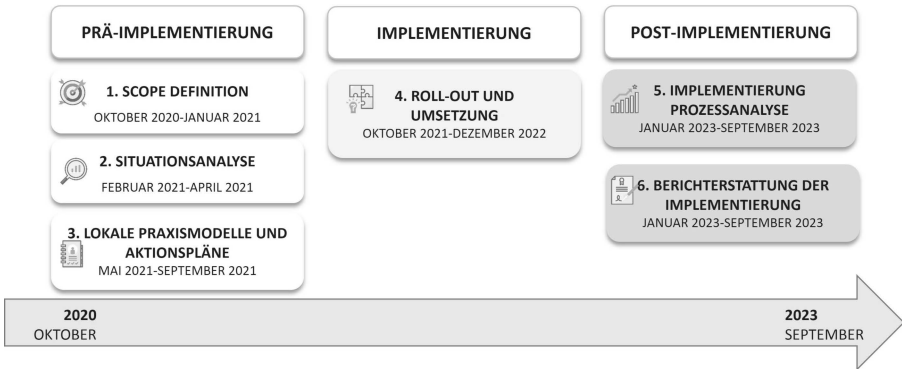 PRÄ-IMPLEMENTIERUNG
1. SCOPE DEFINITION
OKTOBER 2020-JANUAR 2021
2. SITUATIONSANALYSE
FEBRUAR 2021-APRIL 2021
3. LOKALE PRAXISMODELLE UND
AKTIONSPLÄNE
MAI 2021-SEPTEMBER 2021
IMPLEMENTIERUNG
4. ROLL-OUT UND
UMSETZUNG
OKTOBER 2021-DEZEMBER 2022
POST-IMPLEMENTIERUNG
5. IMPLEMENTIERUNG
PROZESSANALYSE
JANUAR 2023-SEPTEMBER 2023
6. BERICHTERSTATTUNG DER
IMPLEMENTIERUNG
JANUAR 2023-SEPTEMBER 2023
2020
OKTOBER
2023
SEPTEMBER